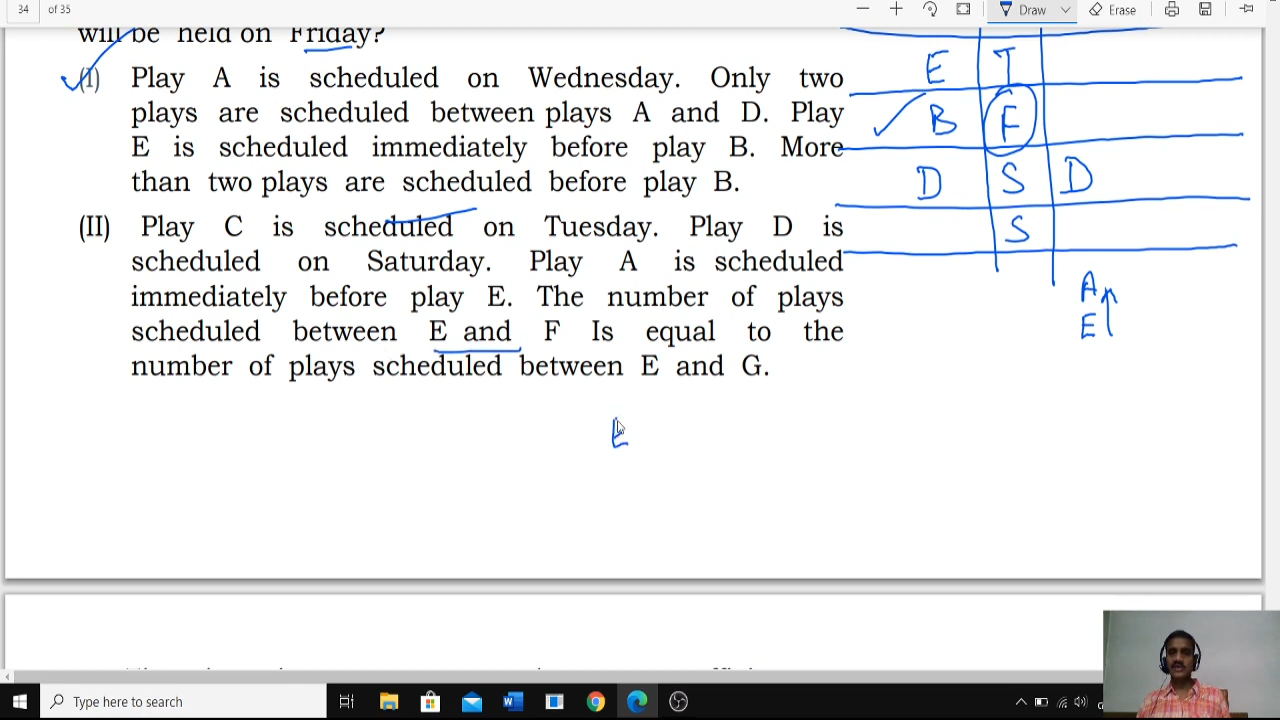 34 of 35
Draw
Erase
will be held on Friday?
(I) Play A is scheduled on Wednesday. Only two
plays are scheduled between plays A and D. Play
E is scheduled immediately before play B. More
than two plays are scheduled before play B.
(II) Play C is scheduled on Tuesday. Play D is
scheduled on Saturday. Play A is scheduled
immediately before play E. The number of plays
scheduled between E and F Is equal to the
number of plays scheduled between E and G.
E T
B F
D S D
S
A
E
E
Type here to search